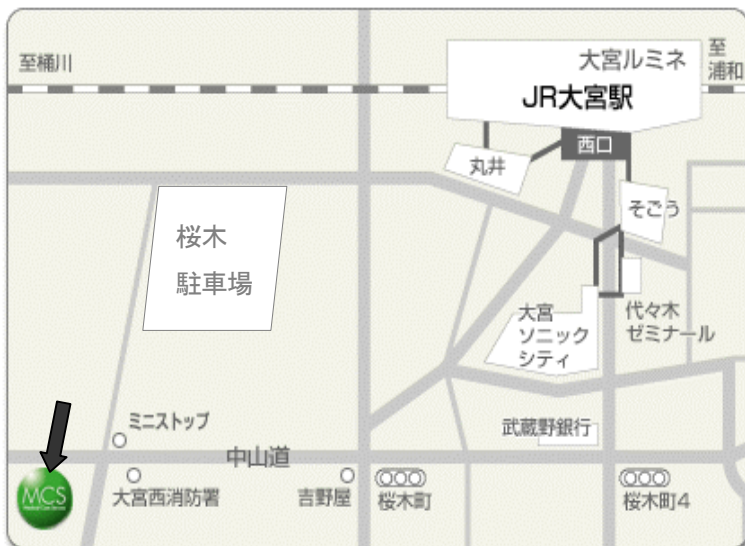 大宮ルミネ
至
浦和
至桶川
JR大宮駅
西口
丸井
そごう
桜木
駐車場
大宮
ソニック
シティ
代々木
ゼミナール
ミニストップ
武蔵野銀行
中山道
MCS
大宮西消防署
吉野屋
桜木町
桜木町4